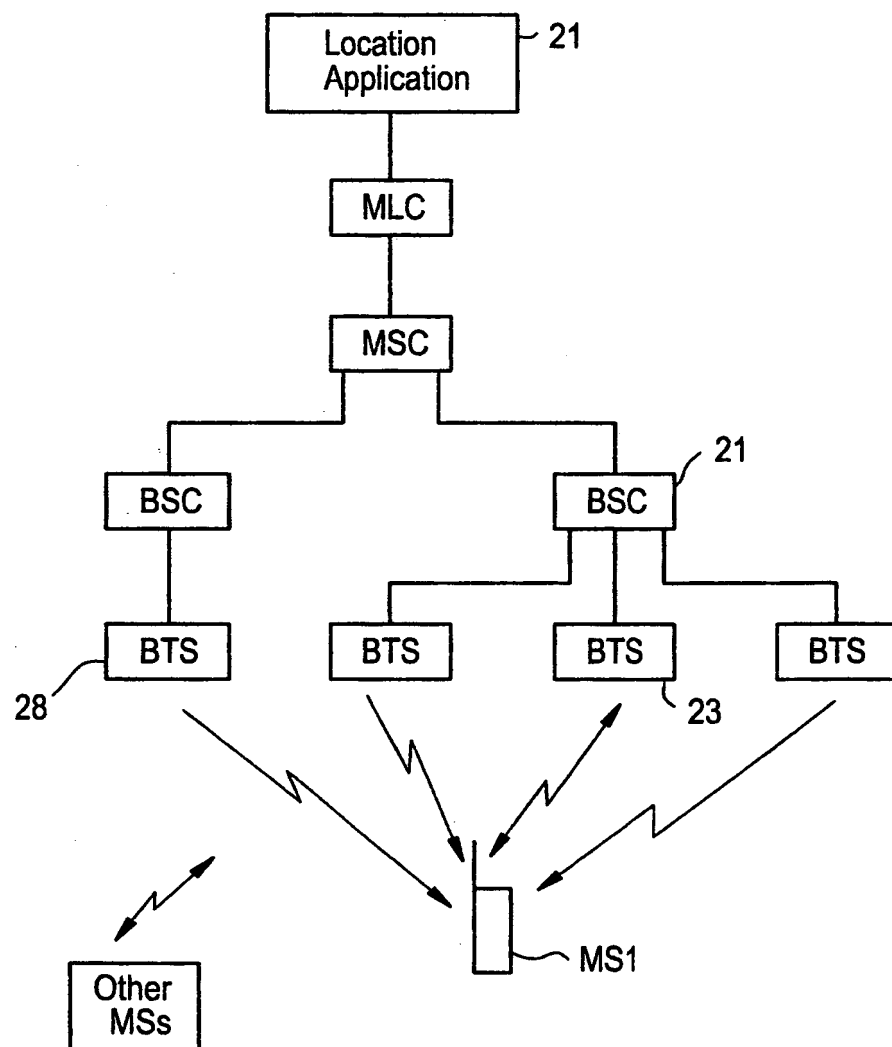 Location
Application
21
MLC
MSC
BSC
BSC
21
BTS
BTS
BTS
BTS
28
23
MS1
Other
MSs